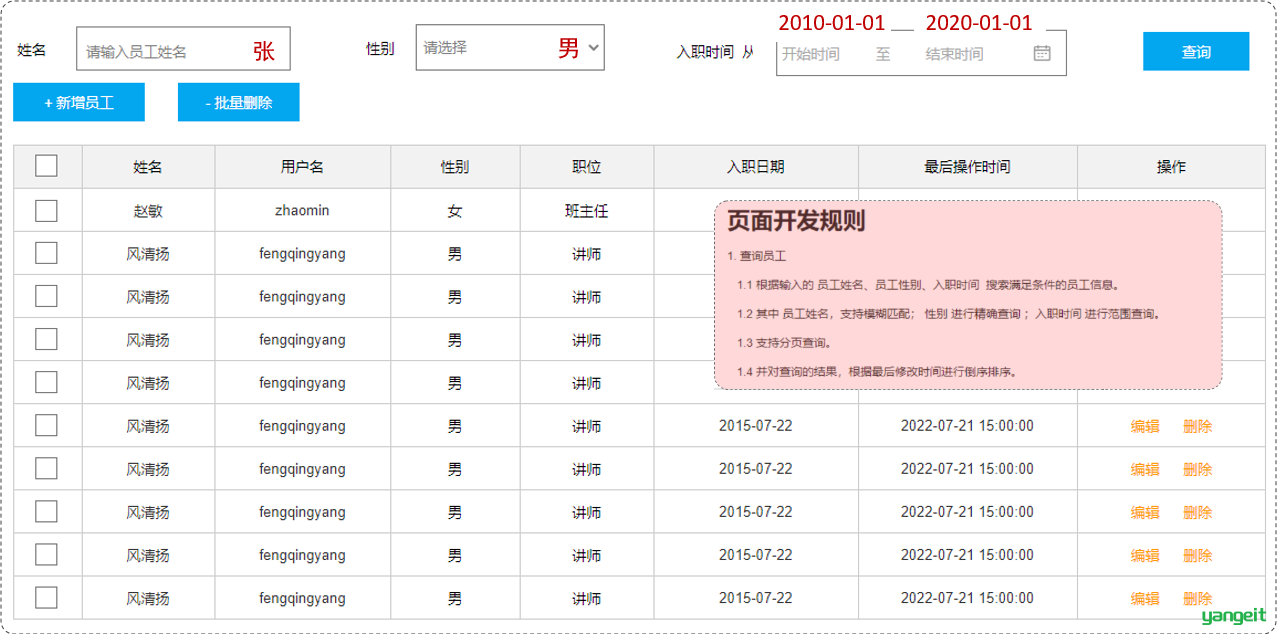 2010-01-01 2020-01-01
姓名 请输入员工姓名 张 性别 请选择 男 入职时间 从 开始时间 至 结束时间 查询
+ 新增员工 - 批量删除
姓名 用户名 性别 职位 入职日期 最后操作时间 操作
赵敏 zhaomin 女 班主任
风清扬 fengqingyang 男 讲师
风清扬 fengqingyang 男 讲师
风清扬 fengqingyang 男 讲师
风清扬 fengqingyang 男 讲师
页面开发规则
1. 查询员工
1.1 根据输入的 员工姓名、员工性别、入职时间 搜索满足条件的员工信息。
1.2 其中 员工姓名，支持模糊匹配； 性别 进行精确查询 ；入职时间 进行范围查询。
1.3 支持分页查询。
1.4 并对查询的结果，根据最后修改时间进行倒序排序。
风清扬 fengqingyang 男 讲师 2015-07-22 2022-07-21 15:00:00 编辑 删除
风清扬 fengqingyang 男 讲师 2015-07-22 2022-07-21 15:00:00 编辑 删除
风清扬 fengqingyang 男 讲师 2015-07-22 2022-07-21 15:00:00 编辑 删除
风清扬 fengqingyang 男 讲师 2015-07-22 2022-07-21 15:00:00 编辑 删除
风清扬 fengqingyang 男 讲师 2015-07-22 2022-07-21 15:00:00 编辑 删除
yangeit